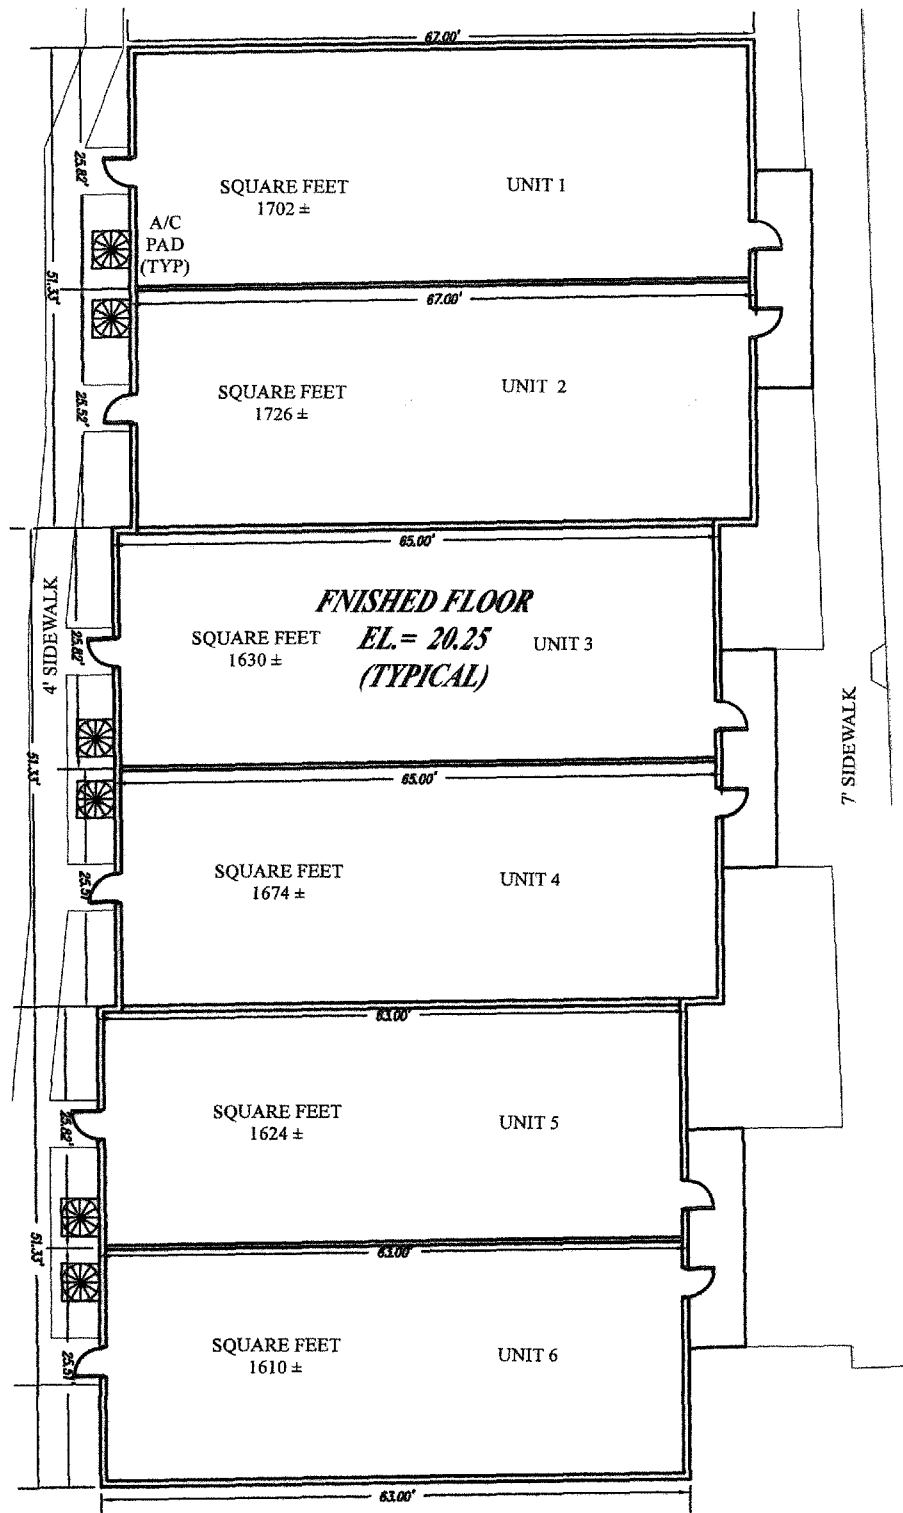 67.00'
25.82'
SQUARE FEET
1702 ±
UNIT 1
A/C
PAD
(TYP)
51.33'
67.00'
25.52'
SQUARE FEET
1726 ±
UNIT 2
65.00'
4' SIDEWALK
25.82'
SQUARE FEET
1630 ±
FNISHED FLOOR
EL.= 20.25
(TYPICAL)
UNIT 3
7' SIDEWALK
51.33'
65.00'
25.51'
SQUARE FEET
1674 ±
UNIT 4
63.00'
25.82'
SQUARE FEET
1624 ±
UNIT 5
51.33'
63.00'
25.51'
SQUARE FEET
1610 ±
UNIT 6
63.00'